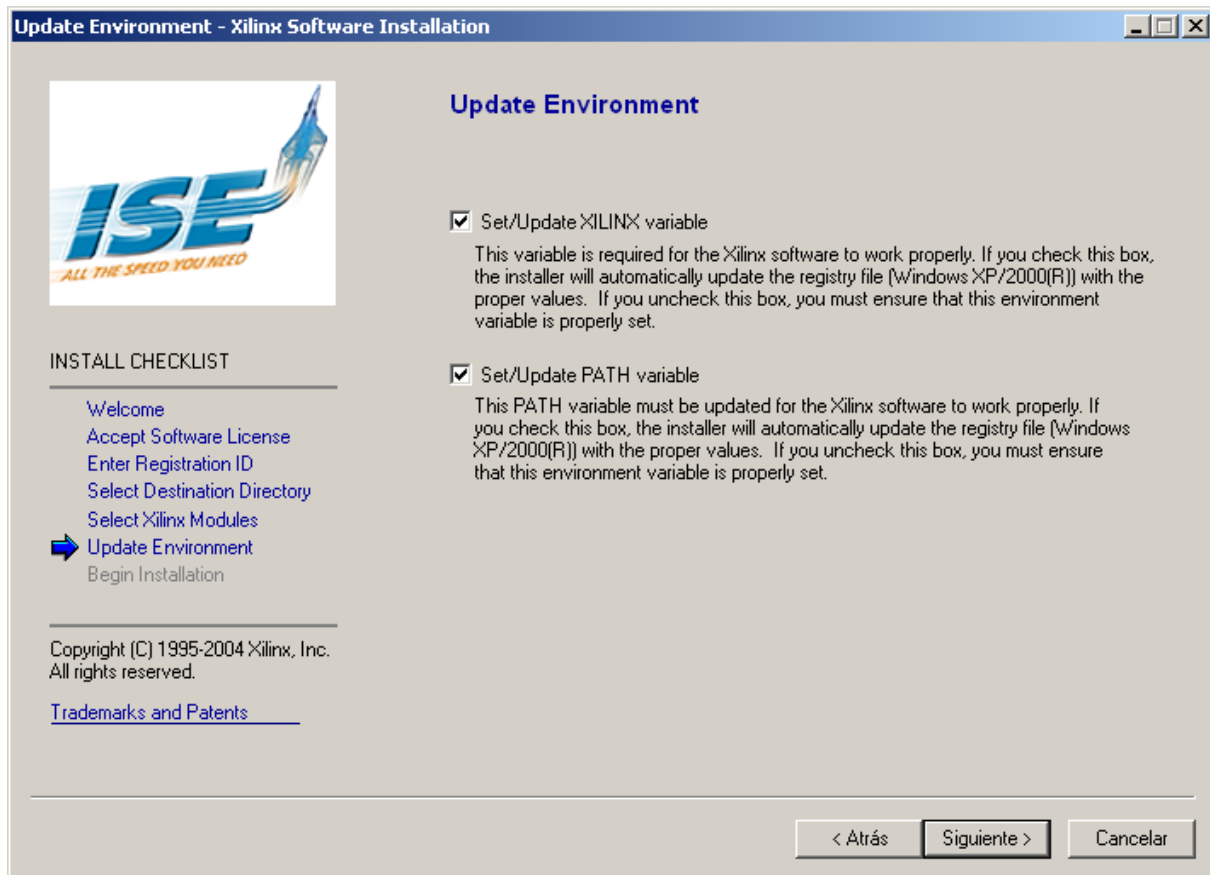 Update Environment - Xilinx Software Installation
ISE
ALL THE SPEED YOU NEED
INSTALL CHECKLIST
Welcome
Accept Software License
Enter Registration ID
Select Destination Directory
Select Xilinx Modules
Update Environment
Begin Installation
Copyright (C) 1995-2004 Xilinx, Inc.
All rights reserved.
Trademarks and Patents
Update Environment
Set/Update XILINX variable
This variable is required for the Xilinx software to work properly. If you check this box,
the installer will automatically update the registry file (Windows XP/2000(R)) with the
proper values.  If you uncheck this box, you must ensure that this environment
variable is properly set.
Set/Update PATH variable
This PATH variable must be updated for the Xilinx software to work properly. If
you check this box, the installer will automatically update the registry file (Windows
XP/2000(R)) with the proper values.  If you uncheck this box, you must ensure
that this environment variable is properly set.
< Atrás
Siguiente >
Cancelar